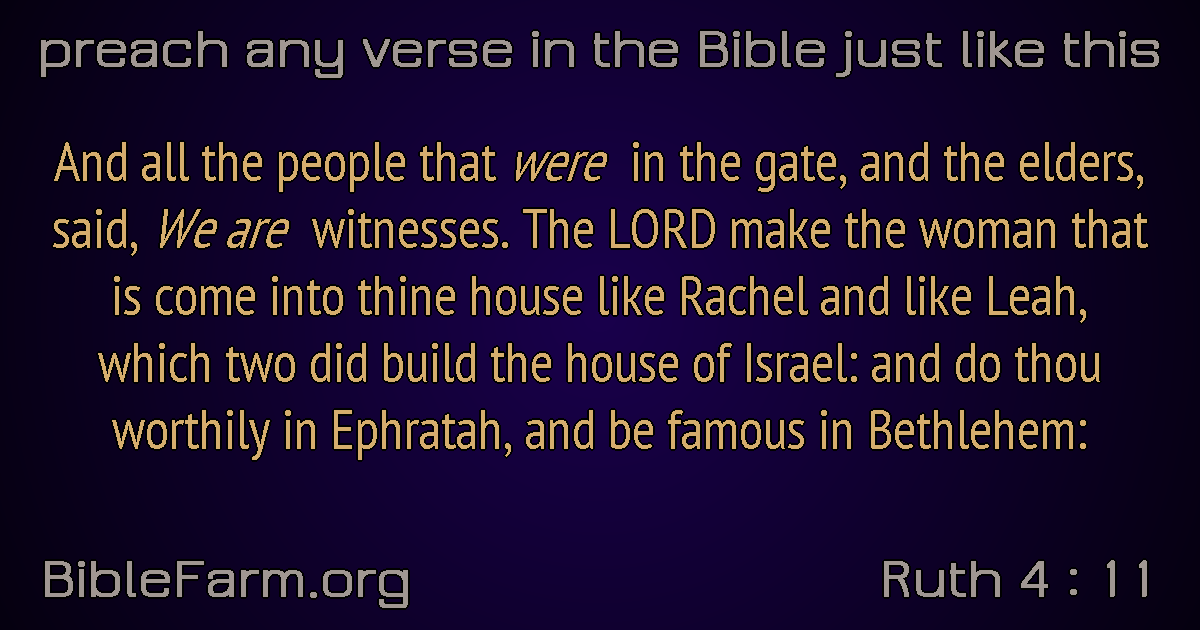 preach any verse in the Bible just like this
And all the people that were in the gate, and the elders,
said, We are witnesses. The LORD make the woman that
is come into thine house like Rachel and like Leah,
which two did build the house of Israel: and do thou
worthily in Ephratah, and be famous in Bethlehem:
BibleFarm.org
Ruth 4 : 11